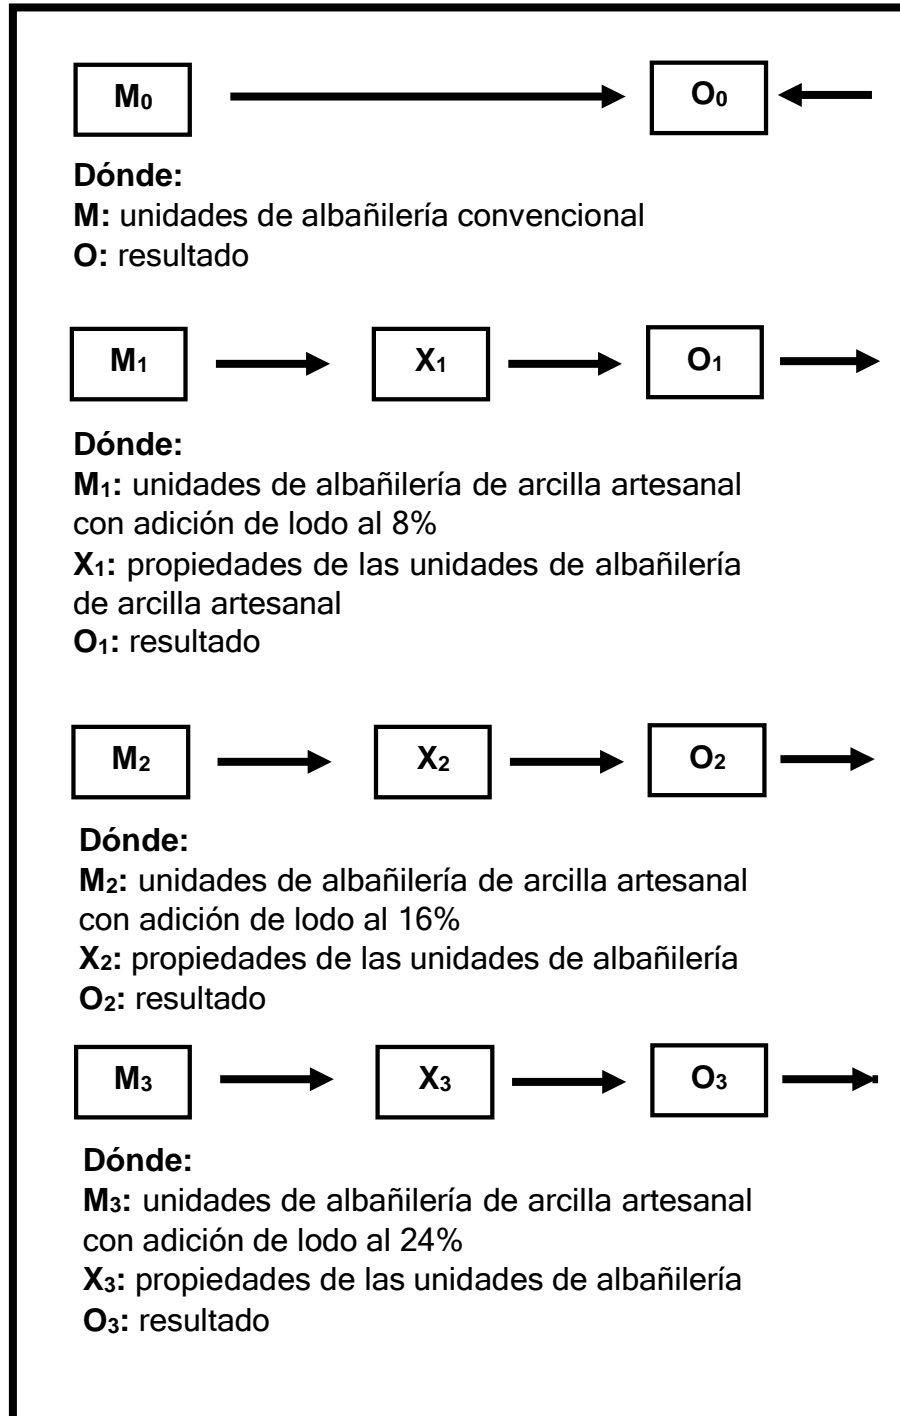 M₀ O₀
Dónde:
M: unidades de albañilería convencional
O: resultado
M₁ X₁ O₁
Dónde:
M₁: unidades de albañilería de arcilla artesanal
con adición de lodo al 8%
X₁: propiedades de las unidades de albañilería
de arcilla artesanal
O₁: resultado
M₂ X₂ O₂
Dónde:
M₂: unidades de albañilería de arcilla artesanal
con adición de lodo al 16%
X₂: propiedades de las unidades de albañilería
O₂: resultado
M₃ X₃ O₃
Dónde:
M₃: unidades de albañilería de arcilla artesanal
con adición de lodo al 24%
X₃: propiedades de las unidades de albañilería
O₃: resultado